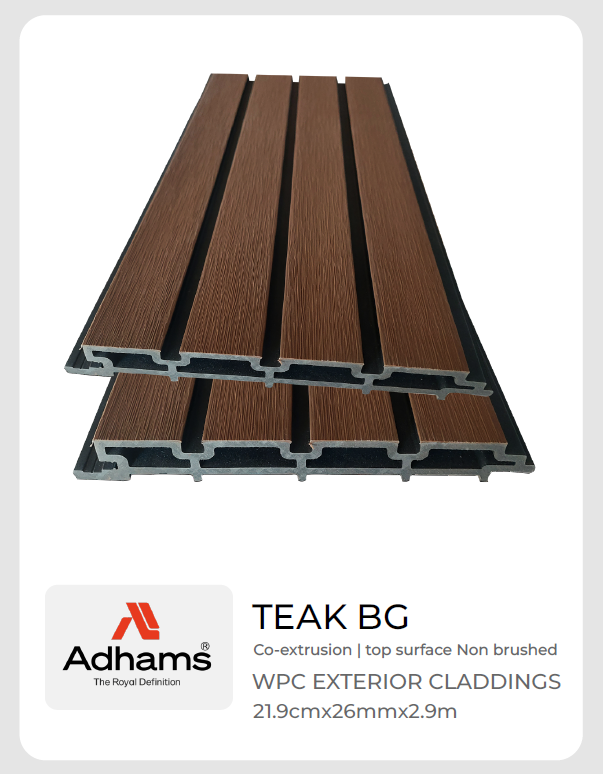 Adhams®
The Royal Definition
TEAK BG
Co-extrusion | top surface Non brushed
WPC EXTERIOR CLADDINGS
21.9cmx26mmx2.9m